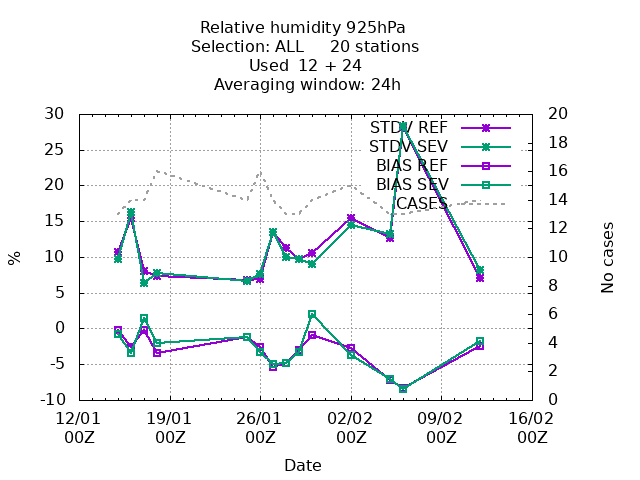 Relative humidity 925hPa
Selection: ALL 20 stations
Used 12 + 24
Averaging window: 24h
30
25
20
15
10
5
0
-5
-10
%
STDV REF
STDV SEV
BIAS REF
BIAS SEV
CASES
20
18
16
14
12
10
8
6
4
2
0
No cases
12/01 19/01 26/01 02/02 09/02 16/02
00Z 00Z 00Z 00Z 00Z 00Z
Date